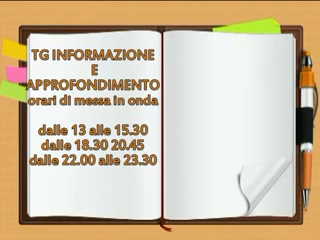 TG INFORMAZIONE
E
APPROFONDIMENTO
orari di messa in onda
dalle 13 alle 15.30
dalle 18.30 20.45
dalle 22.00 alle 23.30